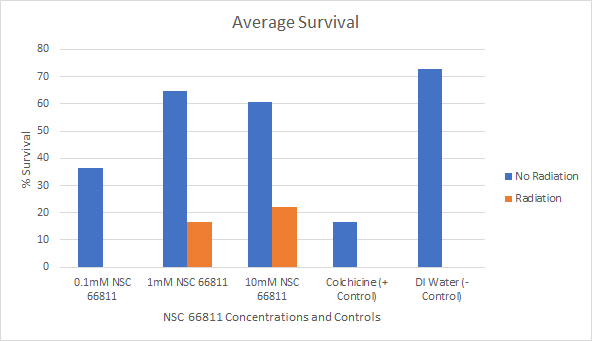 Average Survival
80
70
60
50
40
30
20
10
0
% Survival
0.1mM NSC
66811
1mM NSC 66811
10mM NSC
66811
Colchicine (+
Control)
DI Water (-
Control)
NSC 66811 Concentrations and Controls
No Radiation
Radiation